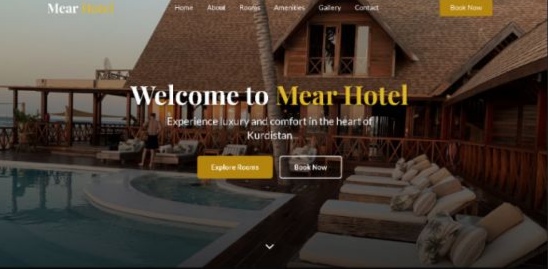 Mear Hotel
Home About Rooms Amenities Gallery Contact
Book Now
Welcome to Mear Hotel
Experience luxury and comfort in the heart of
Kurdistan
Explore Rooms Book Now